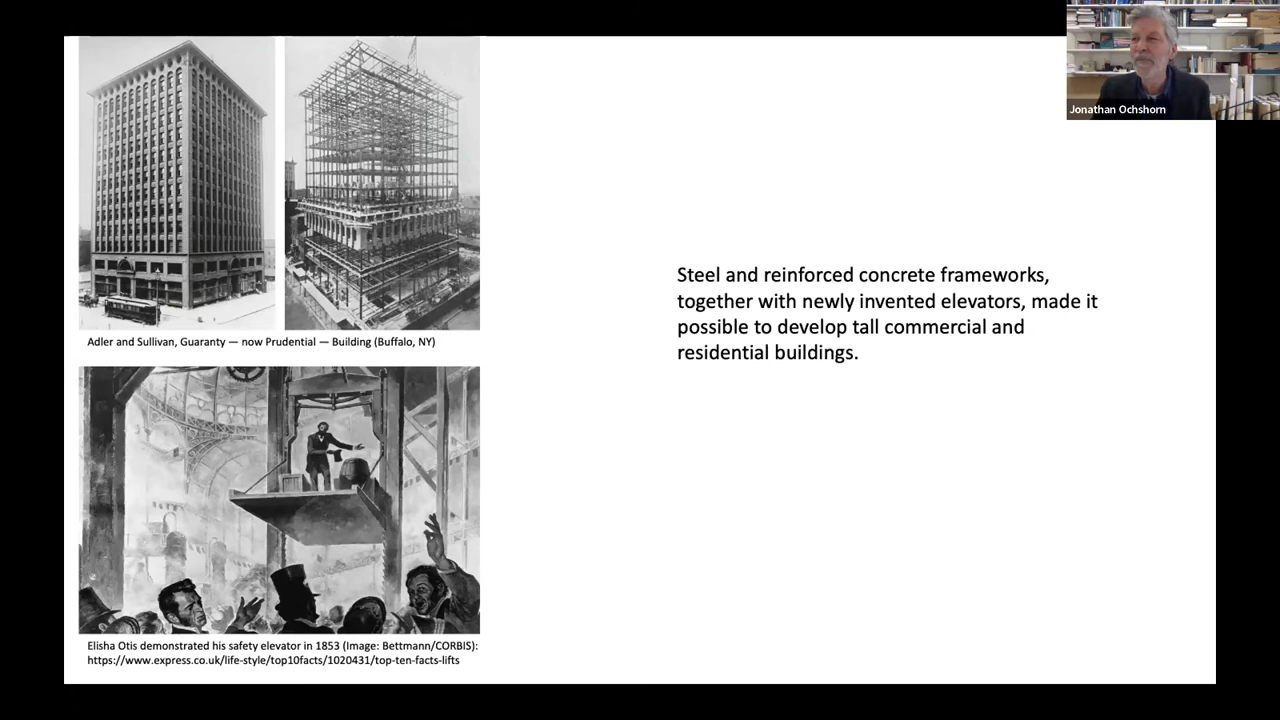 Jonathan Ochshorn
Adler and Sullivan, Guaranty — now Prudential — Building (Buffalo, NY)
Steel and reinforced concrete frameworks,
together with newly invented elevators, made it
possible to develop tall commercial and
residential buildings.
Elisha Otis demonstrated his safety elevator in 1853 (Image: Bettmann/CORBIS):
https://www.express.co.uk/life-style/top10facts/1020431/top-ten-facts-lifts